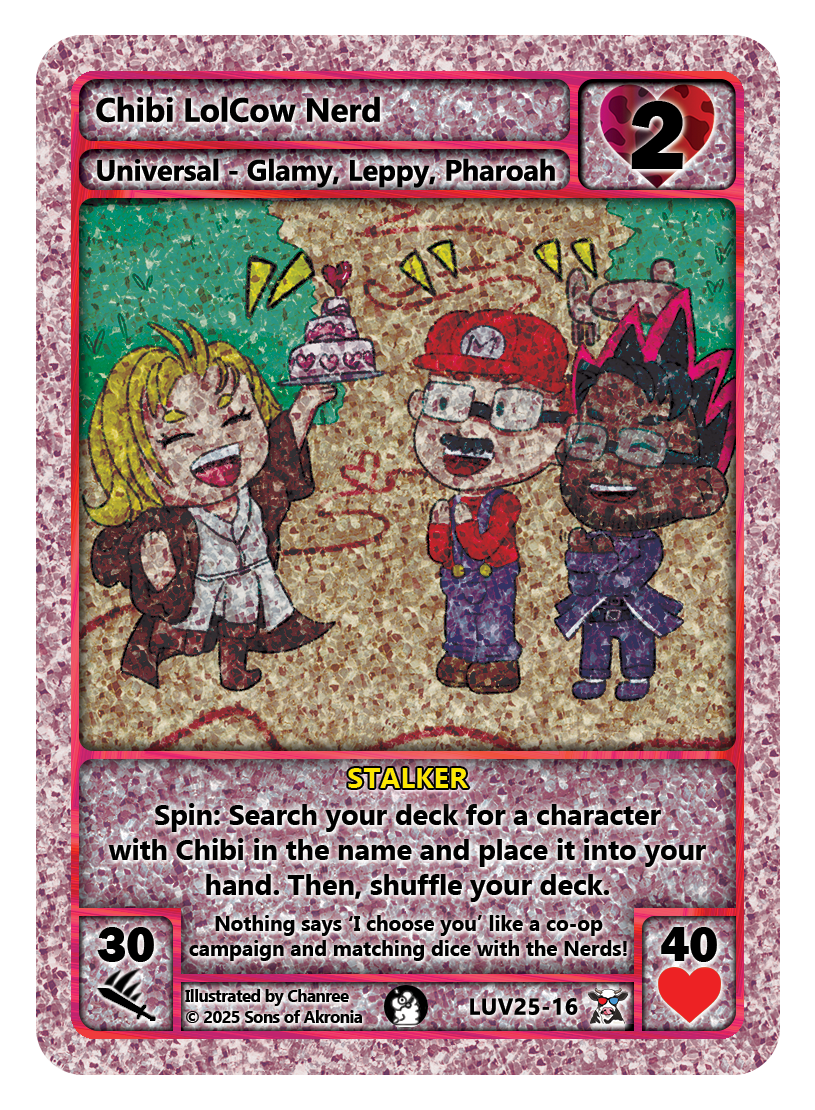 Chibi LolCow Nerd
2
Universal - Glamy, Leppy, Pharoah
M
STALKER
Spin: Search your deck for a character
with Chibi in the name and place it into your
hand. Then, shuffle your deck.
Nothing says ‘I choose you’ like a co-op
campaign and matching dice with the Nerds!
30
40
Illustrated by Chanree
© 2025 Sons of Akronia
LUV25-16